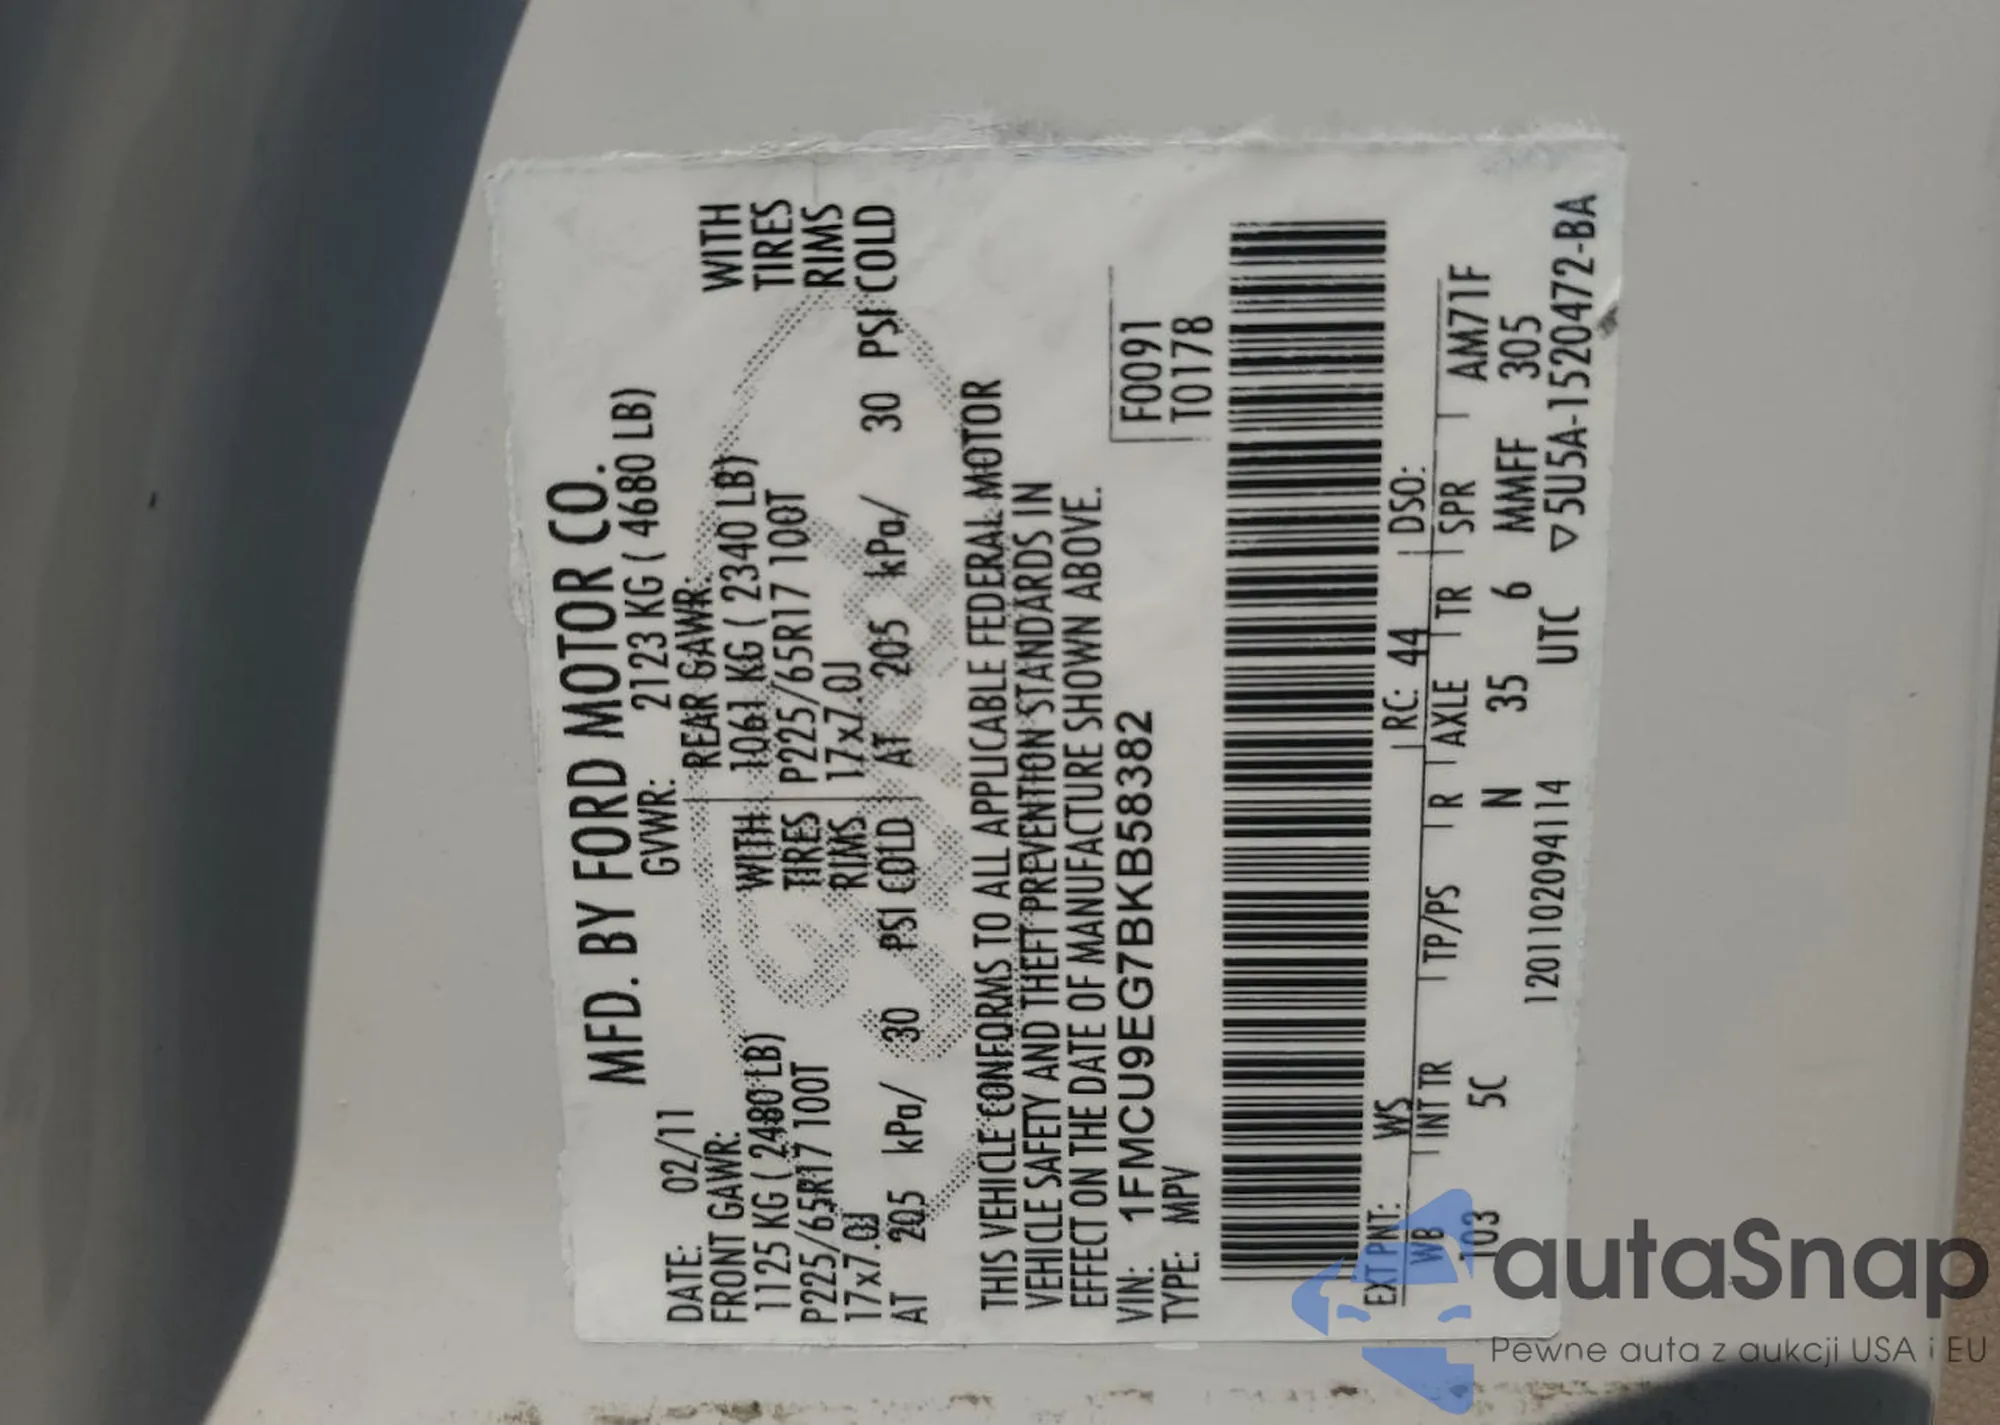 MFD. BY FORD MOTOR CO.
DATE: 02/11 GVWR: 2123 KG ( 4680 LB)
FRONT GAWR: REAR GAWR:
1125 KG ( 2480 LB) WITH 1061 KG ( 2340 LB) WITH
P225/65R17 100T TIRES P225/65R17 100T TIRES
17x7.0J RIMS 17x7.0J RIMS
AT 205 kPa/ 30 PSI COLD AT 205 kPa/ 30 PSI COLD
THIS VEHICLE CONFORMS TO ALL APPLICABLE FEDERAL MOTOR
VEHICLE SAFETY AND THEFT PREVENTION STANDARDS IN
EFFECT ON THE DATE OF MANUFACTURE SHOWN ABOVE.
VIN: 1FMCU9EG7BKB58382 F0091
TYPE: MPV T0178
EXT PNT: WS RC: 44 DSO:
WB INT TR TP/PS R AXLE TR SPR AM71F
103 5C N 35 6 MMFF 305
12011020941​14 UTC ▽5U5A-1520472-BA
autaSnap
Pewne auta z aukcji USA i EU